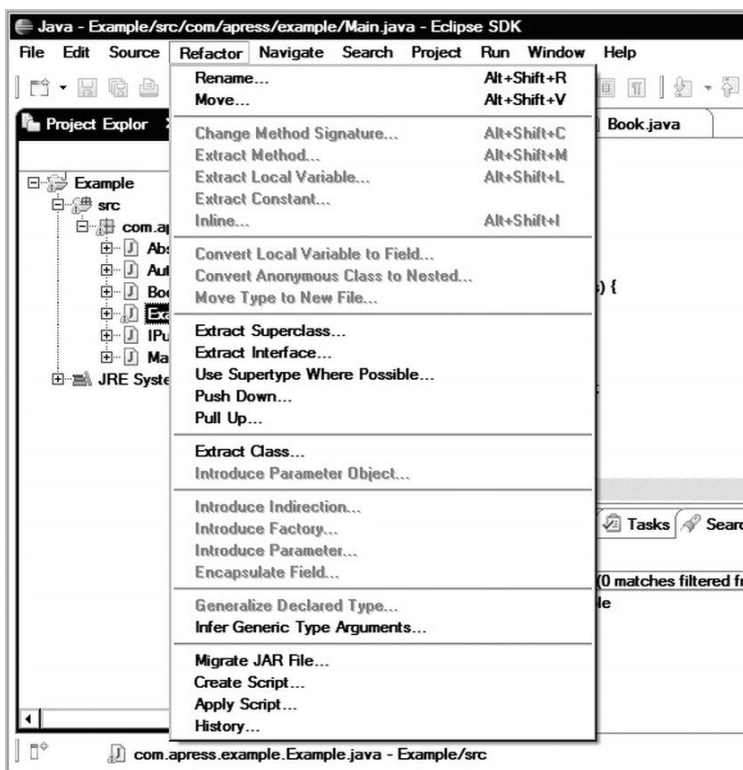 Java - Example/src/com/apress/example/Main.java - Eclipse SDK
File Edit Source Refactor Navigate Search Project Run Window Help
Rename... Alt+Shift+R
Move... Alt+Shift+V
Project Explor
Book.java
Change Method Signature... Alt+Shift+C
Extract Method... Alt+Shift+M
Extract Local Variable... Alt+Shift+L
Extract Constant...
Inline... Alt+Shift+I
Example
src
com.ap
Abs
Aut
Boo
Exa
IPu
Ma
JRE Syste
Convert Local Variable to Field...
Convert Anonymous Class to Nested...
Move Type to New File...
s) {
Extract Superclass...
Extract Interface...
Use Supertype Where Possible...
Push Down...
Pull Up...
Extract Class...
Introduce Parameter Object...
Introduce Indirection...
Introduce Factory...
Introduce Parameter...
Encapsulate Field...
Tasks Searc
(0 matches filtered fr
le
Generalize Declared Type...
Infer Generic Type Arguments...
Migrate JAR File...
Create Script...
Apply Script...
History...
com.apress.example.Example.java - Example/src